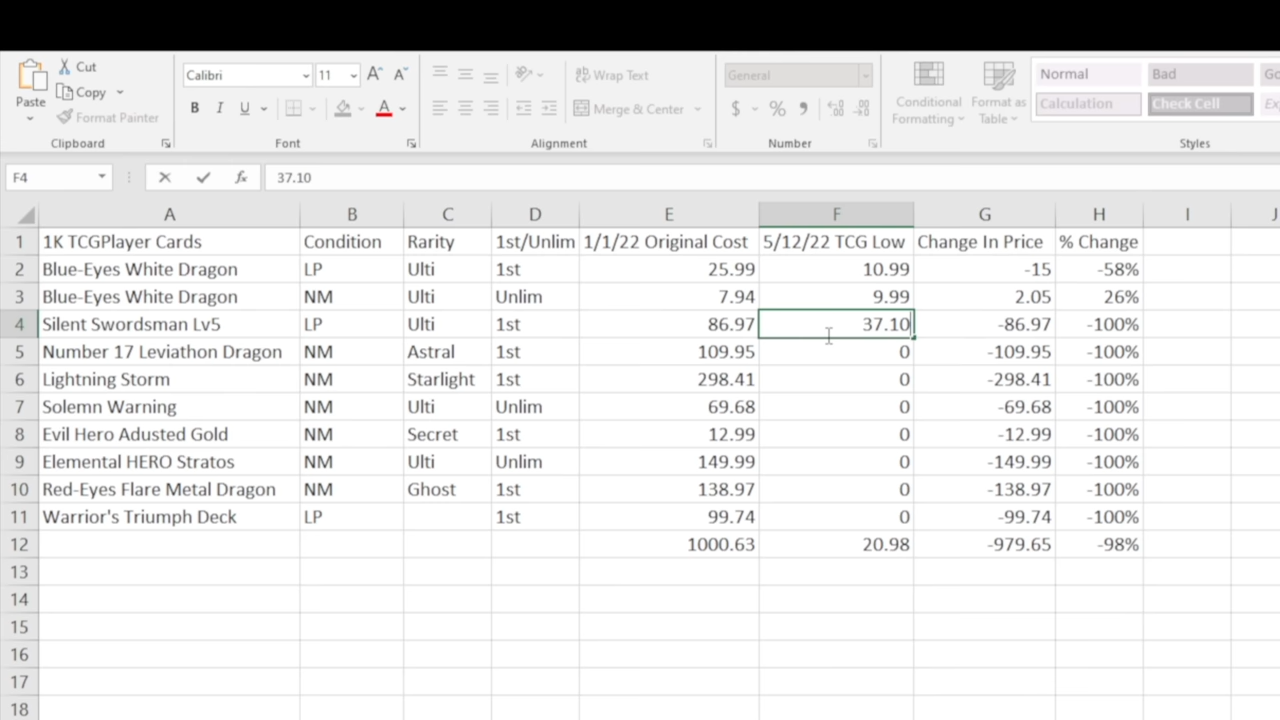 Cut
Copy
Paste
Format Painter
Clipboard
Calibri 11 A A
B I U A
Font
ab Wrap Text
Merge & Center
Alignment
General
$ % 9
Number
Conditional Formatting
Format as Table
Normal Bad Go
Calculation Check Cell Ex
Styles
F4 fx 37.10
A B C D E F G H I J
1 1K TCGPlayer Cards Condition Rarity 1st/Unlim 1/1/22 Original Cost 5/12/22 TCG Low Change In Price % Change
2 Blue-Eyes White Dragon LP Ulti 1st 25.99 10.99 -15 -58%
3 Blue-Eyes White Dragon NM Ulti Unlim 7.94 9.99 2.05 26%
4 Silent Swordsman Lv5 LP Ulti 1st 86.97 37.10 -86.97 -100%
5 Number 17 Leviathon Dragon NM Astral 1st 109.95 0 -109.95 -100%
6 Lightning Storm NM Starlight 1st 298.41 0 -298.41 -100%
7 Solemn Warning NM Ulti Unlim 69.68 0 -69.68 -100%
8 Evil Hero Adusted Gold NM Secret 1st 12.99 0 -12.99 -100%
9 Elemental HERO Stratos NM Ulti Unlim 149.99 0 -149.99 -100%
10 Red-Eyes Flare Metal Dragon NM Ghost 1st 138.97 0 -138.97 -100%
11 Warrior's Triumph Deck LP 1st 99.74 0 -99.74 -100%
12 1000.63 20.98 -979.65 -98%
13
14
15
16
17
18